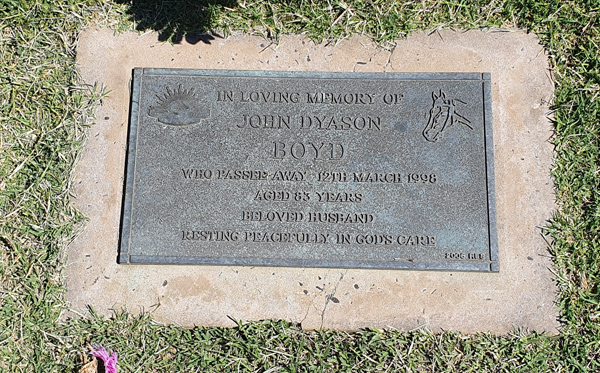 IN LOVING MEMORY OF
JOHN DYASON
BOYD
WHO PASSED AWAY 12TH MARCH 1998
AGED 83 YEARS
BELOVED HUSBAND
RESTING PEACEFULLY IN GOD'S CARE